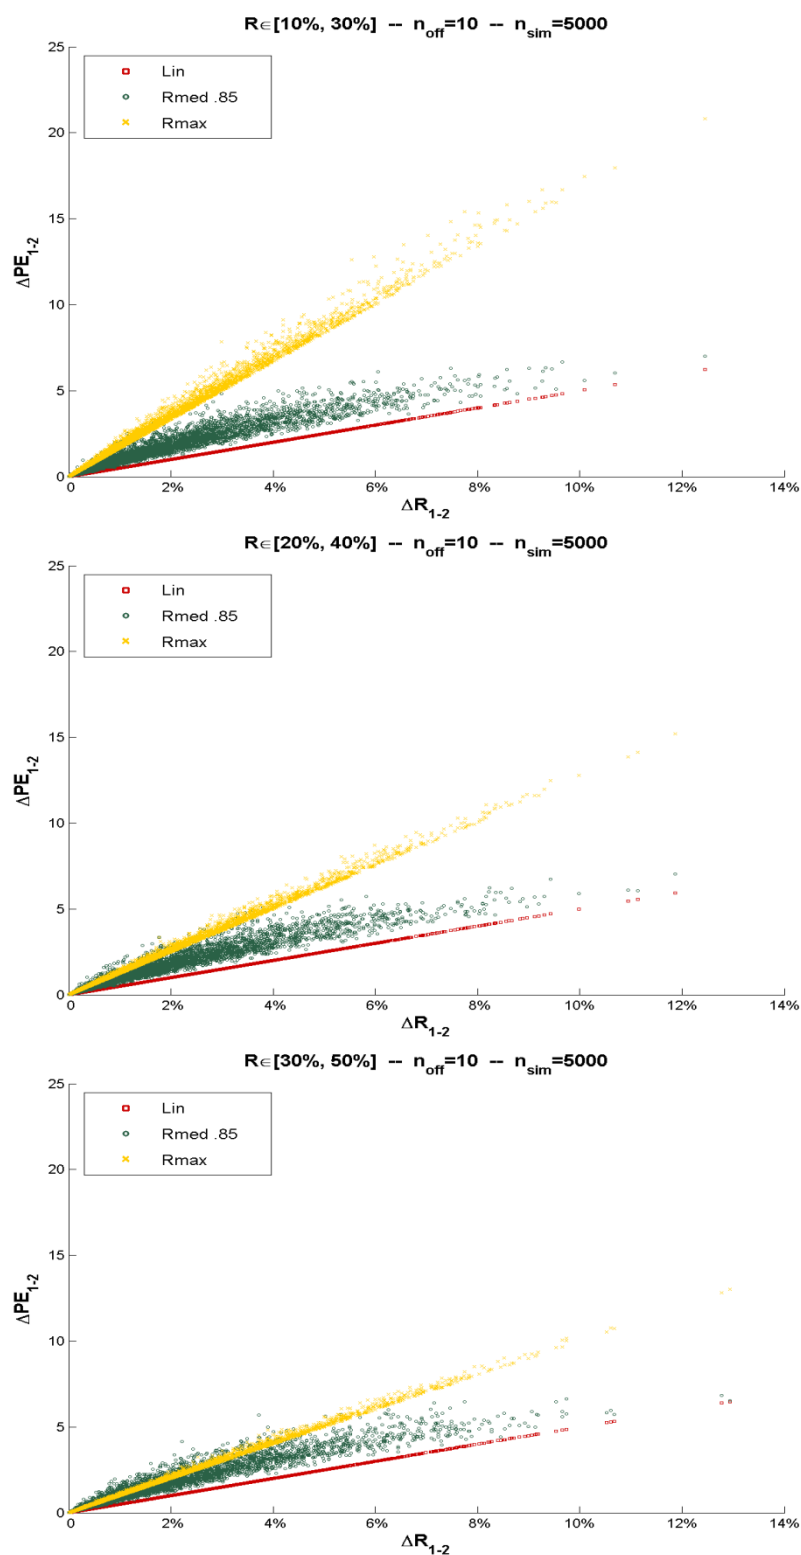 R∈[10%, 30%] -- n_off=10 -- n_sim=5000
25
Lin
Rmed .85
Rmax
20
15
ΔPE_1-2
10
5
0
0 2% 4% 6% 8% 10% 12% 14%
ΔR_1-2
R∈[20%, 40%] -- n_off=10 -- n_sim=5000
25
Lin
Rmed .85
Rmax
20
15
ΔPE_1-2
10
5
0
0 2% 4% 6% 8% 10% 12% 14%
ΔR_1-2
R∈[30%, 50%] -- n_off=10 -- n_sim=5000
25
Lin
Rmed .85
Rmax
20
15
ΔPE_1-2
10
5
0
0 2% 4% 6% 8% 10% 12% 14%
ΔR_1-2